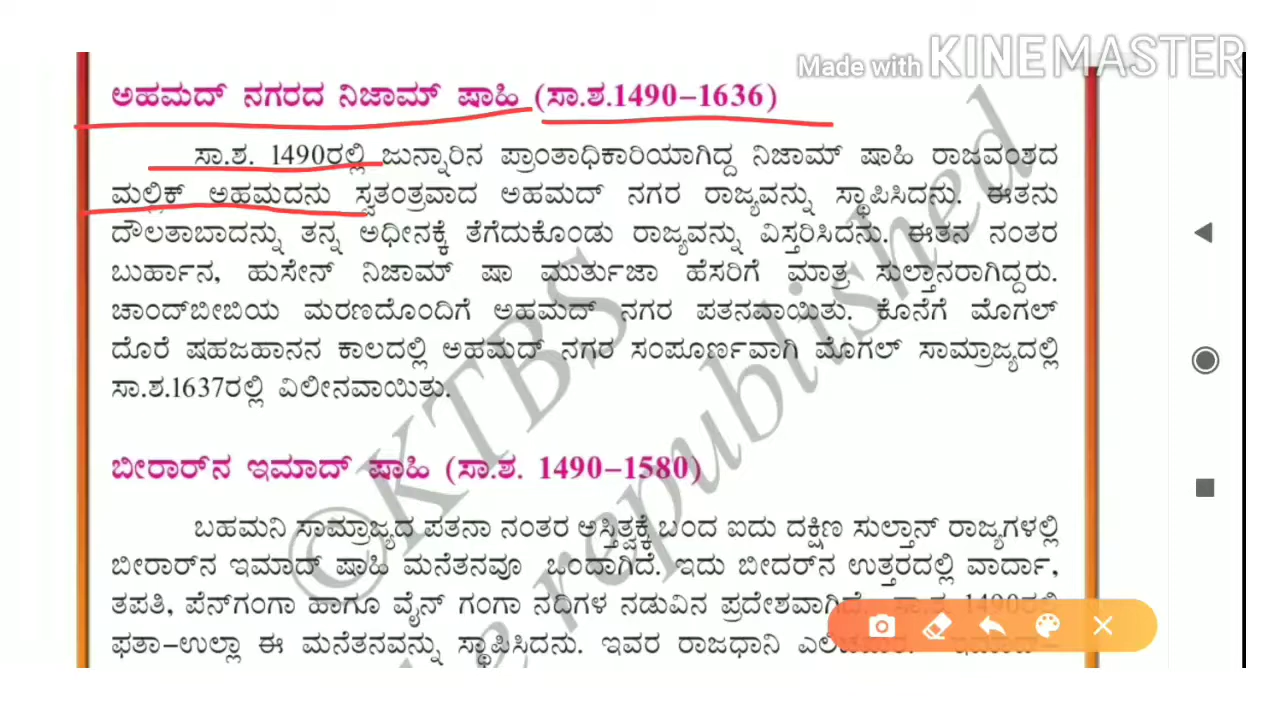 Made with KINEMASTER
ಅಹಮದ್ ನಗರದ ನಿಜಾಮ್ ಷಾಹಿ (ಸಾ.ಶ.1490–1636)
ಸಾ.ಶ. 1490ರಲ್ಲಿ ಜುನ್ನಾರಿನ ಪ್ರಾಂತಾಧಿಕಾರಿಯಾಗಿದ್ದ ನಿಜಾಮ್ ಷಾಹಿ ರಾಜವಂಶದ
ಮಲ್ಲಿಕ್ ಅಹಮದನು ಸ್ವತಂತ್ರವಾದ ಅಹಮದ್ ನಗರ ರಾಜ್ಯವನ್ನು ಸ್ಥಾಪಿಸಿದನು. ಈತನು
ದೌಲತಾಬಾದನ್ನು ತನ್ನ ಅಧೀನಕ್ಕೆ ತೆಗೆದುಕೊಂಡು ರಾಜ್ಯವನ್ನು ವಿಸ್ತರಿಸಿದನು. ಈತನ ನಂತರ
ಬುರ್ಹಾನ, ಹುಸೇನ್ ನಿಜಾಮ್ ಷಾ ಮುರ್ತುಜಾ ಹೆಸರಿಗೆ ಮಾತ್ರ ಸುಲ್ತಾನರಾಗಿದ್ದರು.
ಚಾಂದ್‌ಬೀಬಿಯ ಮರಣದೊಂದಿಗೆ ಅಹಮದ್ ನಗರ ಪತನವಾಯಿತು. ಕೊನೆಗೆ ಮೊಗಲ್
ದೊರೆ ಷಹಜಹಾನನ ಕಾಲದಲ್ಲಿ ಅಹಮದ್ ನಗರ ಸಂಪೂರ್ಣವಾಗಿ ಮೊಗಲ್ ಸಾಮ್ರಾಜ್ಯದಲ್ಲಿ
ಸಾ.ಶ.1637ರಲ್ಲಿ ವಿಲೀನವಾಯಿತು.
ಬೀರಾರ್‌ನ ಇಮಾದ್ ಷಾಹಿ (ಸಾ.ಶ. 1490–1580)
ಬಹಮನಿ ಸಾಮ್ರಾಜ್ಯದ ಪತನಾ ನಂತರ ಅಸ್ತಿತ್ವಕ್ಕೆ ಬಂದ ಐದು ದಕ್ಷಿಣ ಸುಲ್ತಾನ್ ರಾಜ್ಯಗಳಲ್ಲಿ
ಬೀರಾರ್‌ನ ಇಮಾದ್ ಷಾಹಿ ಮನೆತನವೂ ಒಂದಾಗಿದೆ. ಇದು ಬೀದರ್‌ನ ಉತ್ತರದಲ್ಲಿ ವಾರ್ದಾ,
ತಪತಿ, ಪೆನ್‌ಗಂಗಾ ಹಾಗೂ ವೈನ್ ಗಂಗಾ ನದಿಗಳ ನಡುವಿನ ಪ್ರದೇಶವಾಗಿದೆ. ಸಾ.ಶ. 1490ರಲ್ಲಿ
ಫತಾ–ಉಲ್ಲಾ ಈ ಮನೆತನವನ್ನು ಸ್ಥಾಪಿಸಿದನು. ಇವರ ರಾಜಧಾನಿ
©KTBS
republished